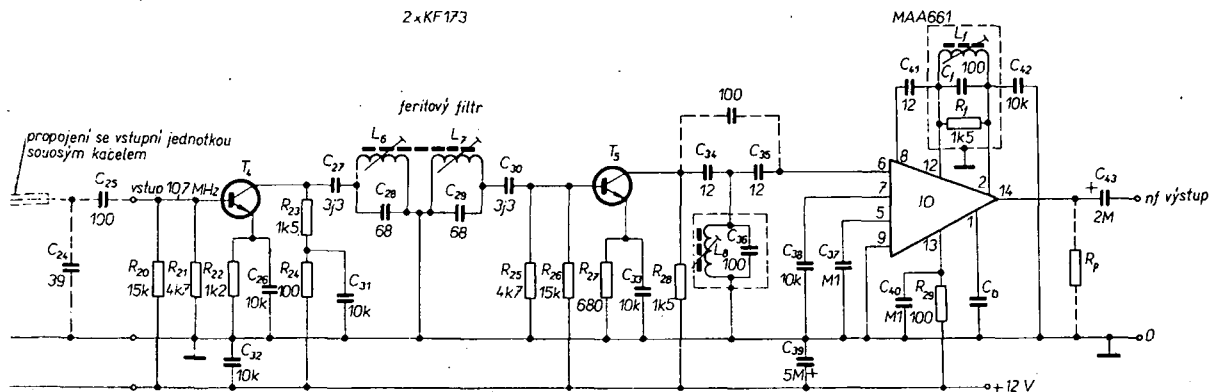 2xKF173
MAA661
L₁
100
C₁
R₁
1k5
C₄₁
12
C₄₂
10k
100
feritový filtr
propojení se vstupní jednotkou
souosým kabelem
C₂₅
100
vstup 10,7 MHz
T₄
C₂₇
3j3
L₆
L₇
C₂₈
68
C₂₉
68
C₃₀
3j3
T₅
C₃₄
12
C₃₅
12
6
8
12
2
14
7
5
9
IO
13
1
C₄₃
+
2M
nf výstup
C₂₄
39
R₂₀
15k
R₂₁
4k7
R₂₂
1k2
C₂₆
10k
R₂₃
1k5
R₂₄
100
C₃₁
10k
R₂₅
4k7
R₂₆
15k
R₂₇
680
C₃₃
10k
R₂₈
1k5
L₈
C₃₆
100
C₃₈
10k
C₃₇
M1
C₄₀
M1
R₂₉
100
C_D
R_P
0
C₃₂
10k
C₃₉
5M
+
+12 V